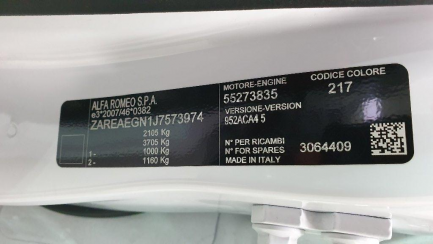 ALFA ROMEO S.P.A.
e3*2007/46*0382
ZAREAEGN1J7573974
2105 Kg
3705 Kg
1- 1000 Kg
2- 1160 Kg
MOTORE-ENGINE
55273835
VERSIONE-VERSION
952ACA4 5
N° PER RICAMBI
N° FOR SPARES 3064409
MADE IN ITALY
CODICE COLORE
217